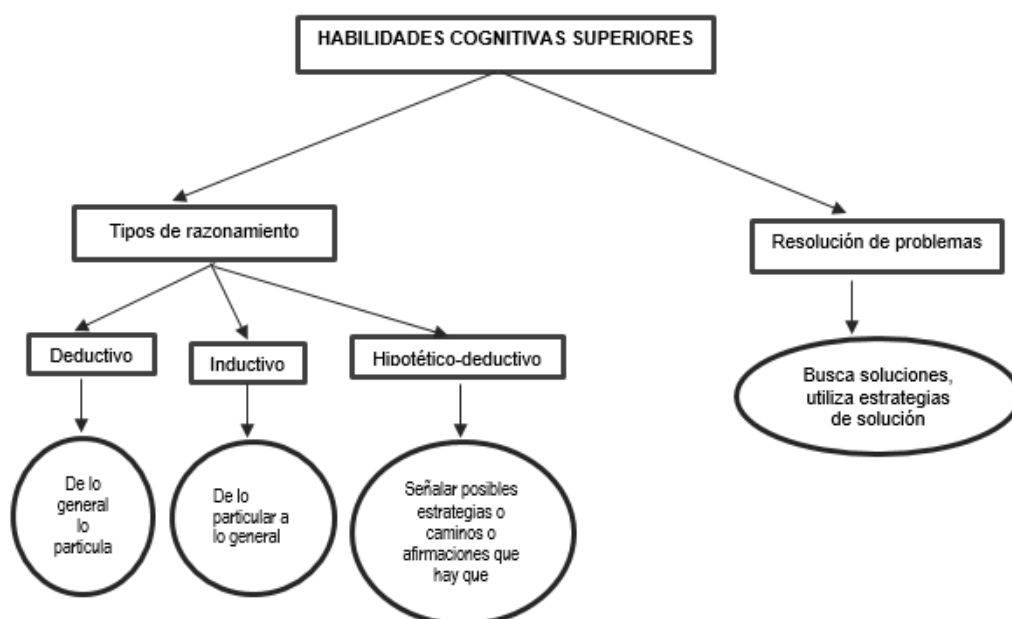 HABILIDADES COGNITIVAS SUPERIORES
Tipos de razonamiento
Resolución de problemas
Deductivo
Inductivo
Hipotético-deductivo
Busca soluciones,
utiliza estrategias
de solución
De lo
general
lo
particula
De lo
particular a
lo general
Señalar posibles
estrategias o
caminos o
afirmaciones que
hay que